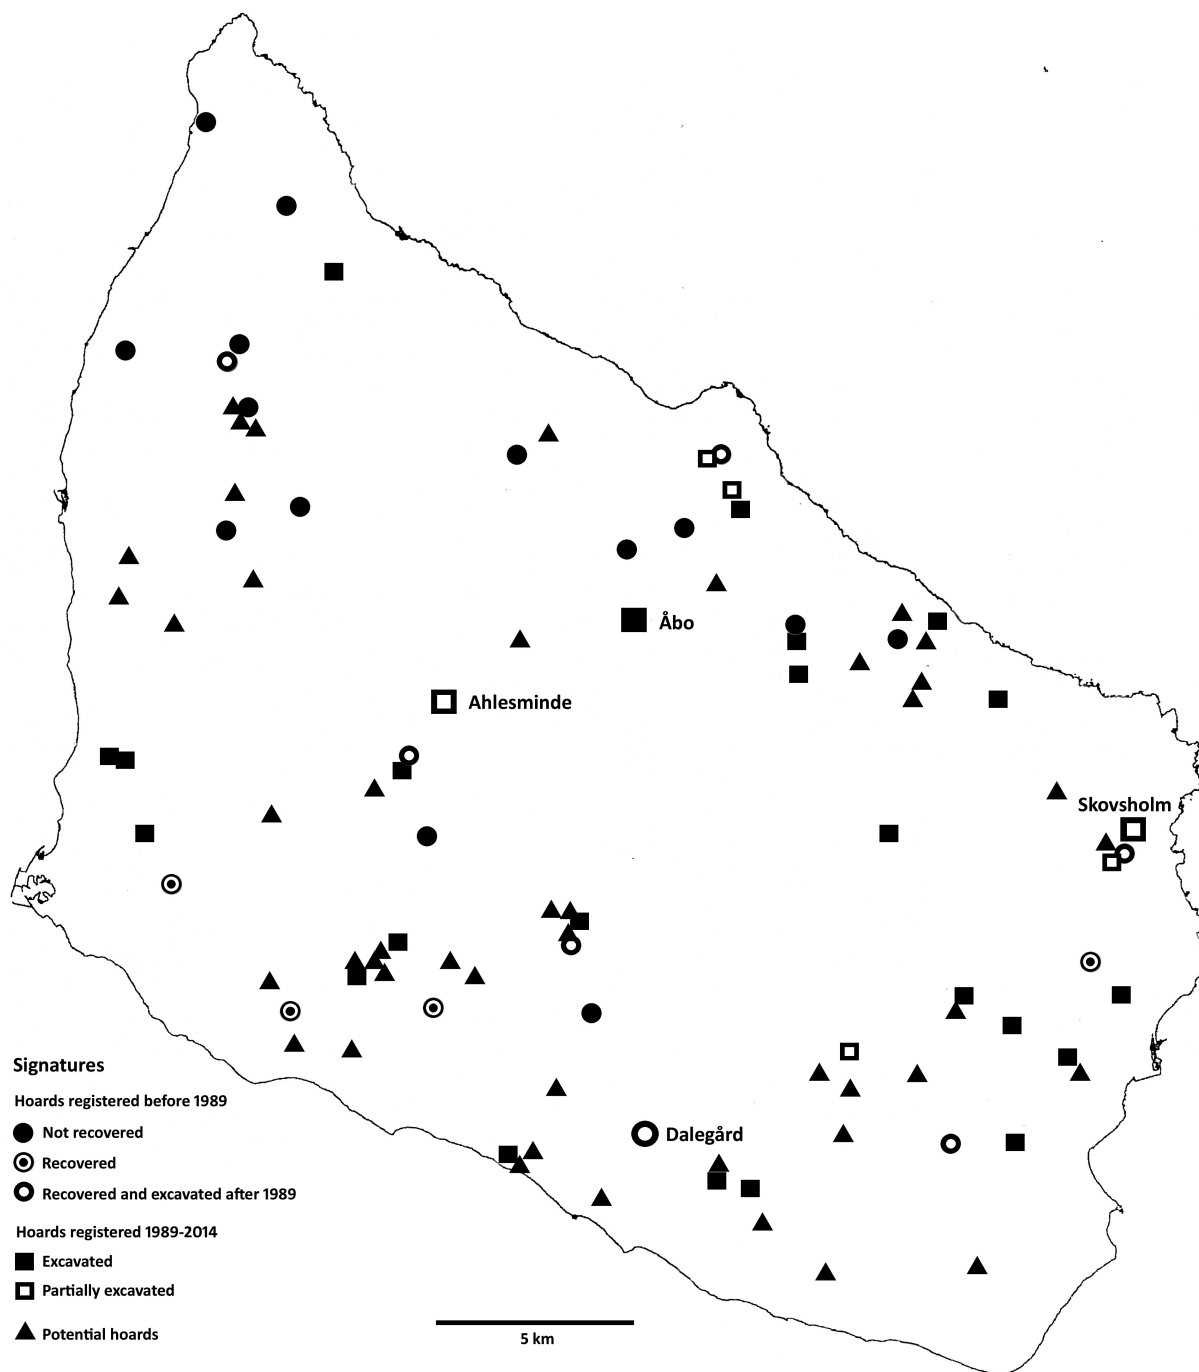 Åbo
Ahlesminde
Skovsholm
Dalegård
Signatures
Hoards registered before 1989
Not recovered
Recovered
Recovered and excavated after 1989
Hoards registered 1989-2014
Excavated
Partially excavated
Potential hoards
5 km